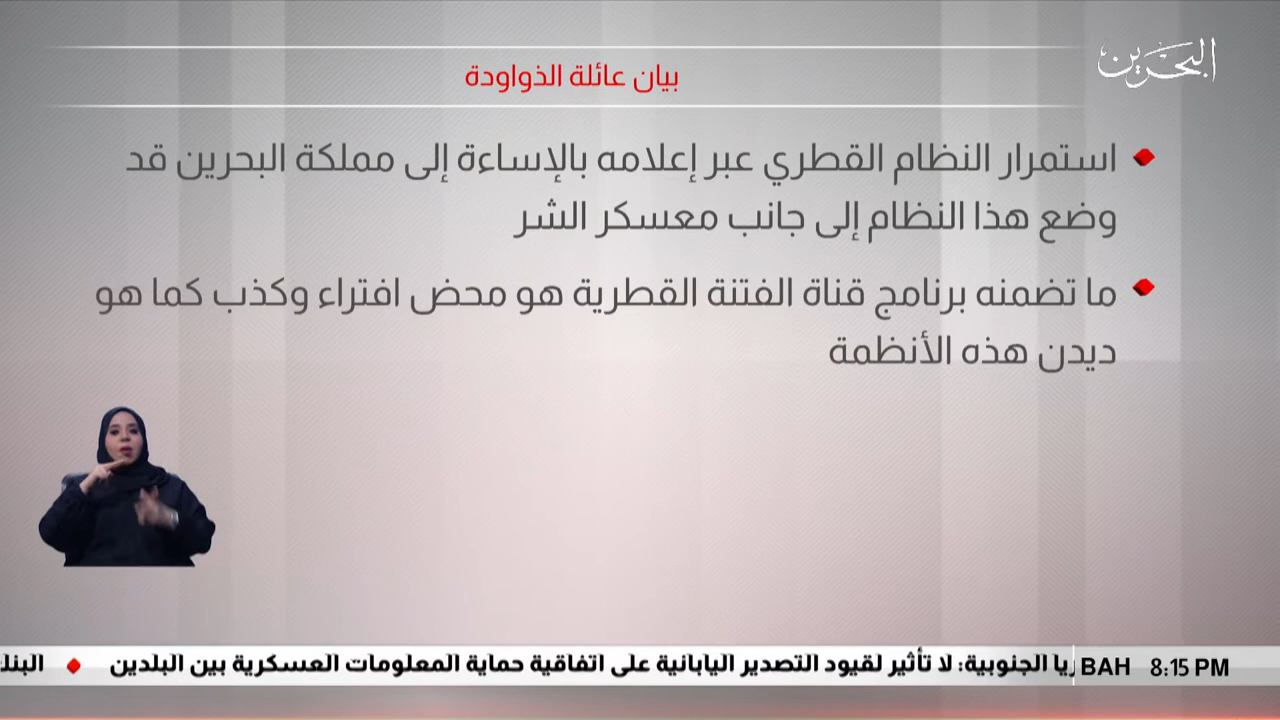 البحرين
بيان عائلة الذواودة
استمرار النظام القطري عبر إعلامه بالإساءة إلى مملكة البحرين قد
وضع هذا النظام إلى جانب معسكر الشر
ما تضمنه برنامج قناة الفتنة القطرية هو محض افتراء وكذب كما هو
ديدن هذه الأنظمة
ريا الجنوبية: لا تأثير لقيود التصدير اليابانية على اتفاقية حماية المعلومات العسكرية بين البلدين
BAH 8:15 PM